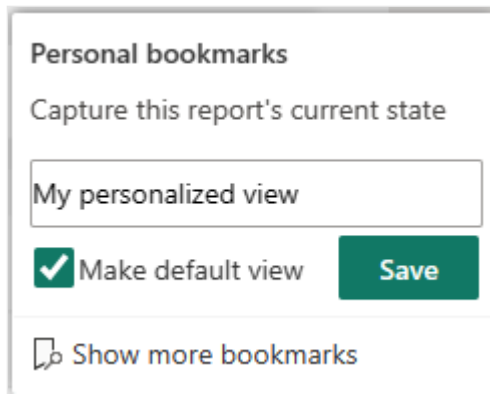 Personal bookmarks
Capture this report's current state
My personalized view
Make default view
Save
Show more bookmarks